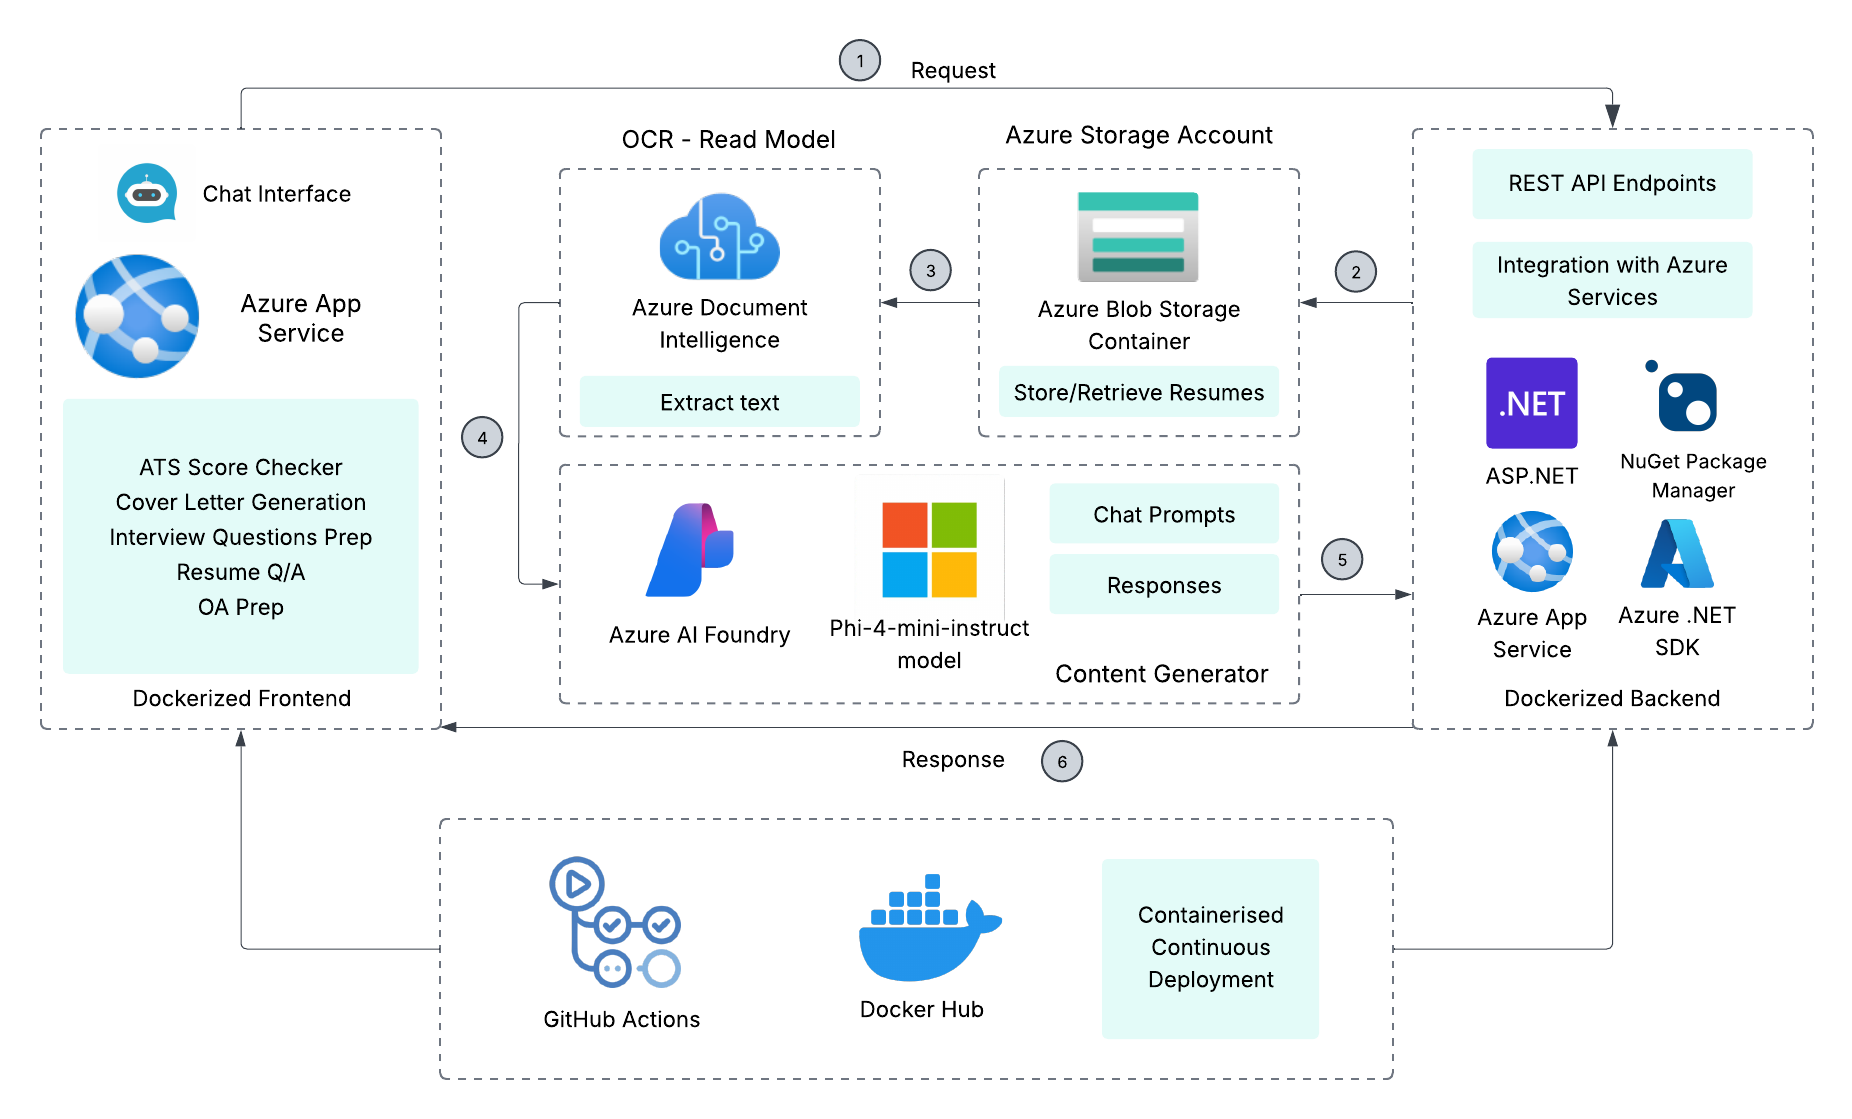 1
Request
Chat Interface
Azure App
Service
ATS Score Checker
Cover Letter Generation
Interview Questions Prep
Resume Q/A
OA Prep
Dockerized Frontend
OCR - Read Model
Azure Document
Intelligence
Extract text
3
Azure Storage Account
Azure Blob Storage
Container
Store/Retrieve Resumes
2
4
Azure AI Foundry
Phi-4-mini-instruct
model
Chat Prompts
Responses
Content Generator
5
REST API Endpoints
Integration with Azure
Services
.NET
ASP.NET
NuGet Package
Manager
Azure App
Service
Azure .NET
SDK
Dockerized Backend
Response
6
GitHub Actions
Docker Hub
Containerised
Continuous
Deployment